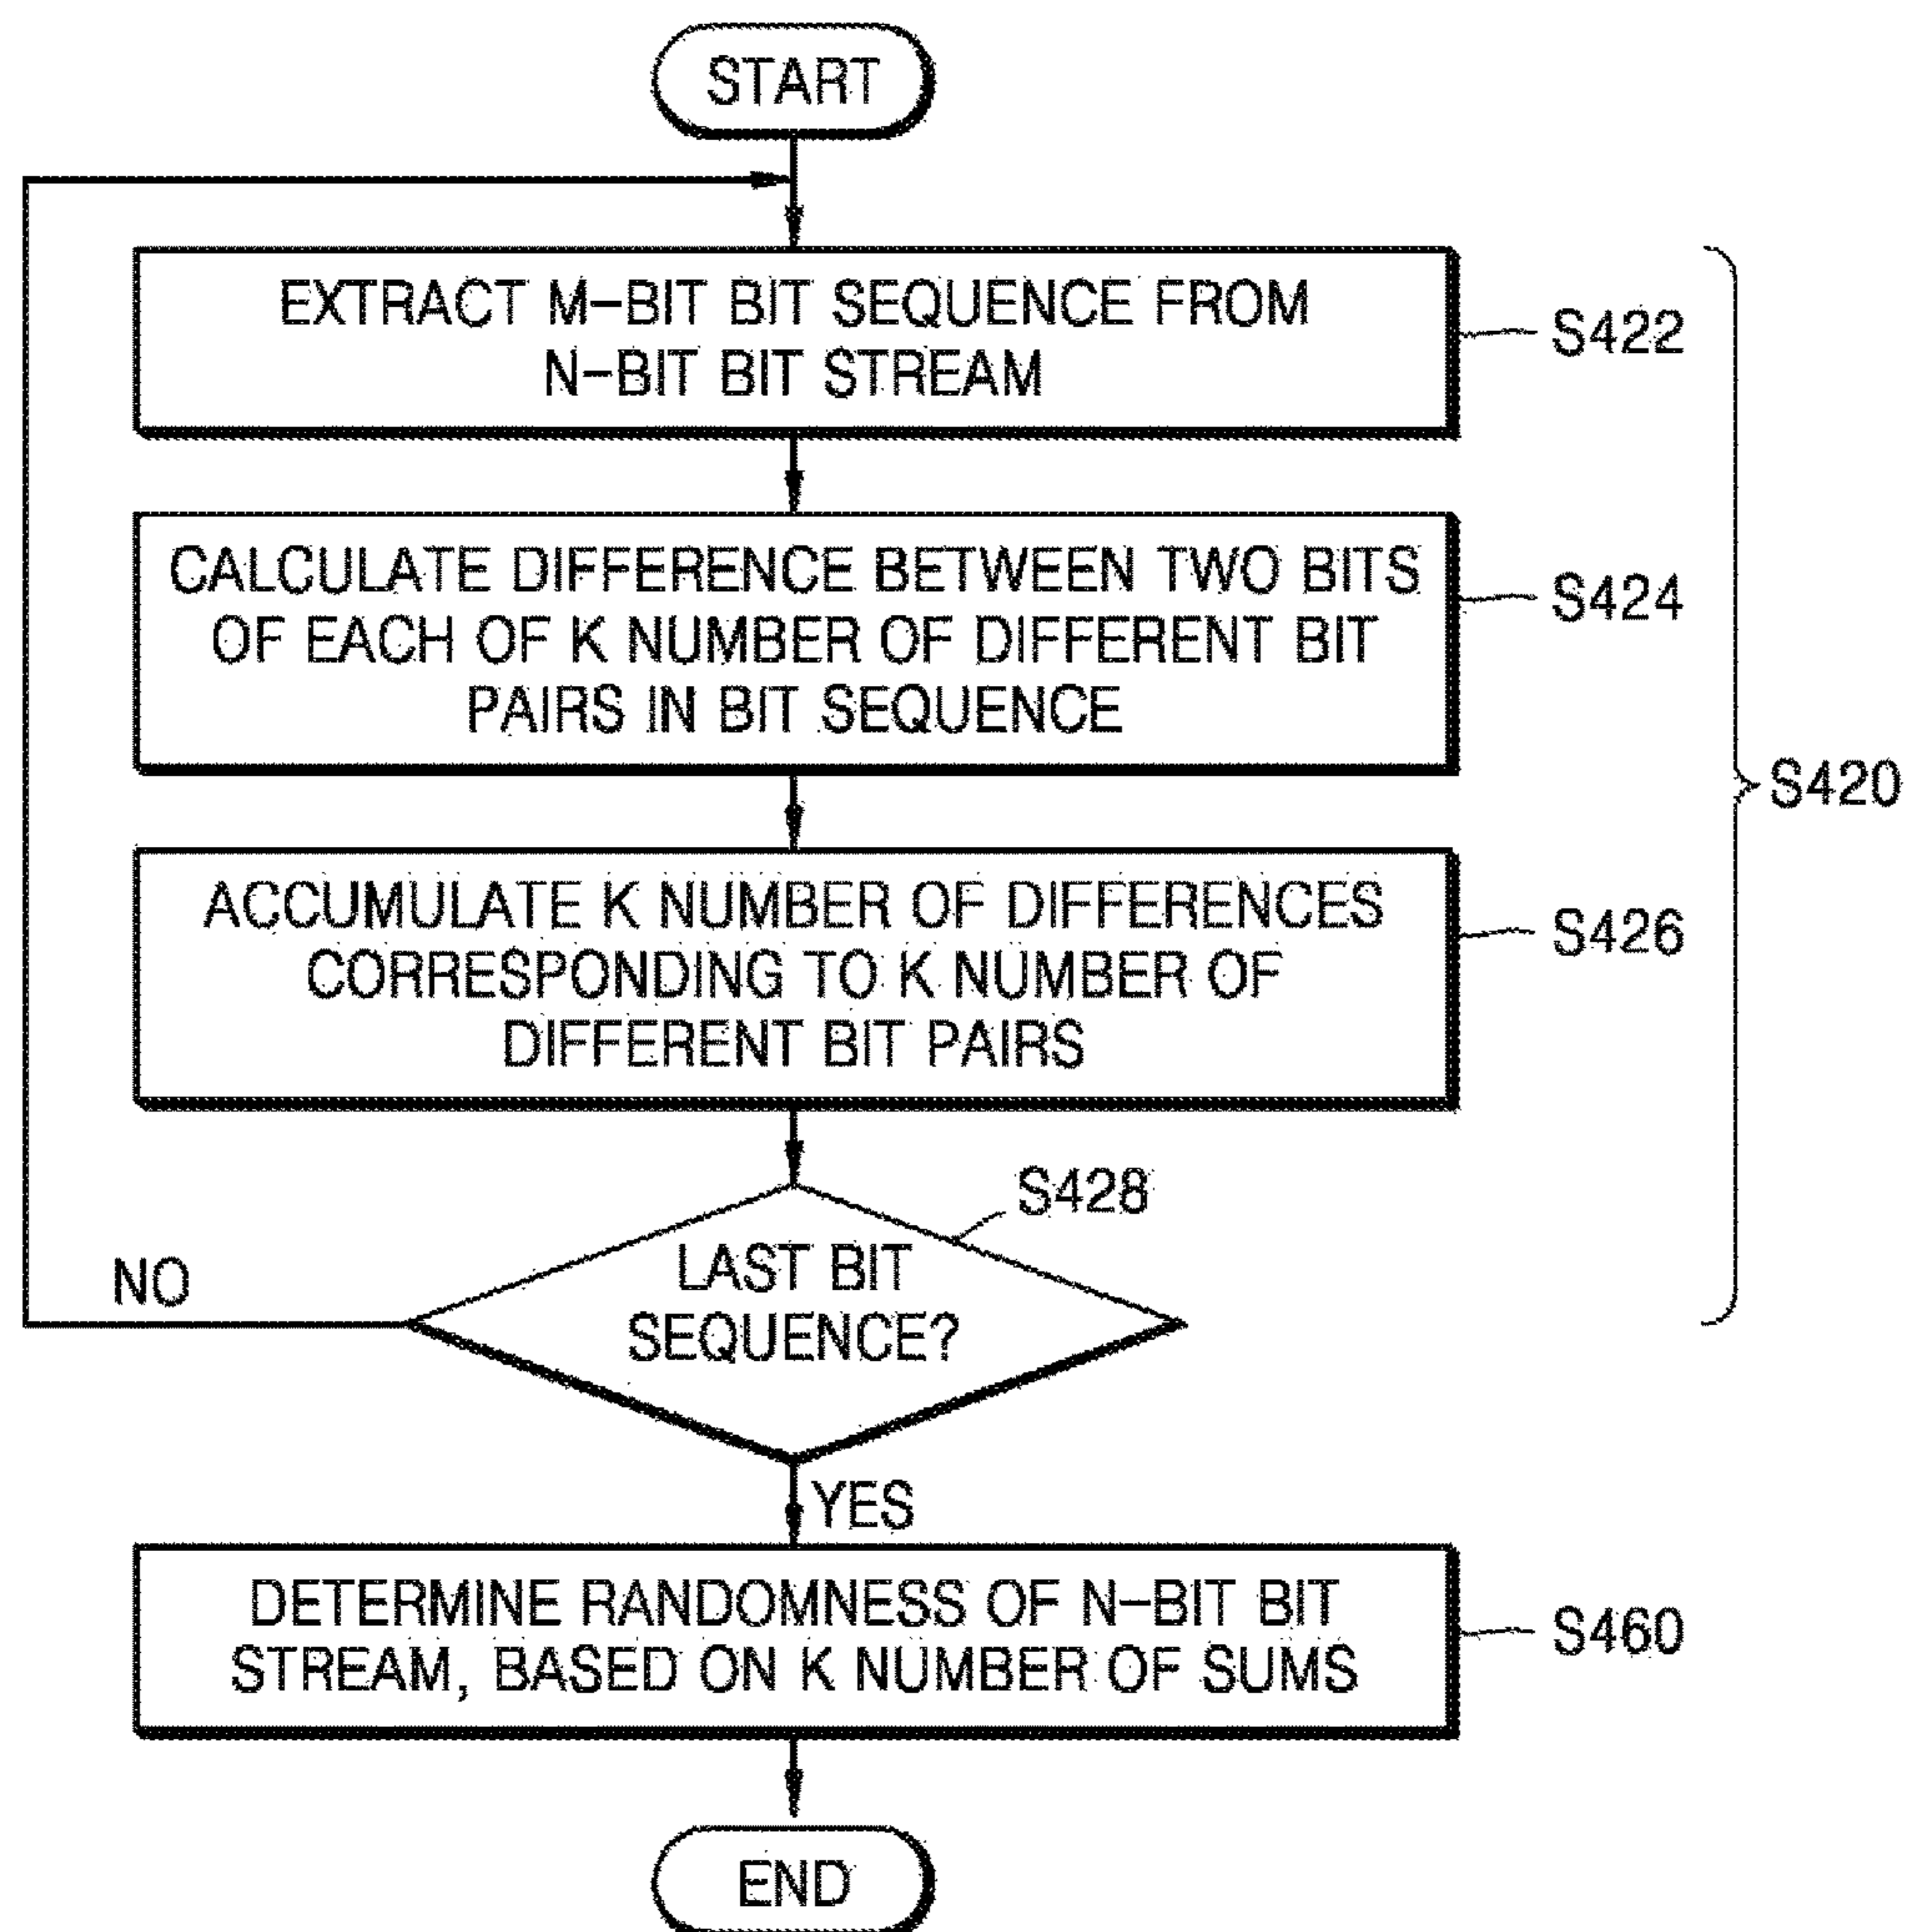 START
EXTRACT M-BIT BIT SEQUENCE FROM
N-BIT BIT STREAM
S422
CALCULATE DIFFERENCE BETWEEN TWO BITS
OF EACH OF K NUMBER OF DIFFERENT BIT
PAIRS IN BIT SEQUENCE
S424
S420
ACCUMULATE K NUMBER OF DIFFERENCES
CORRESPONDING TO K NUMBER OF
DIFFERENT BIT PAIRS
S426
S428
LAST BIT
SEQUENCE?
NO
YES
DETERMINE RANDOMNESS OF N-BIT BIT
STREAM, BASED ON K NUMBER OF SUMS
S460
END